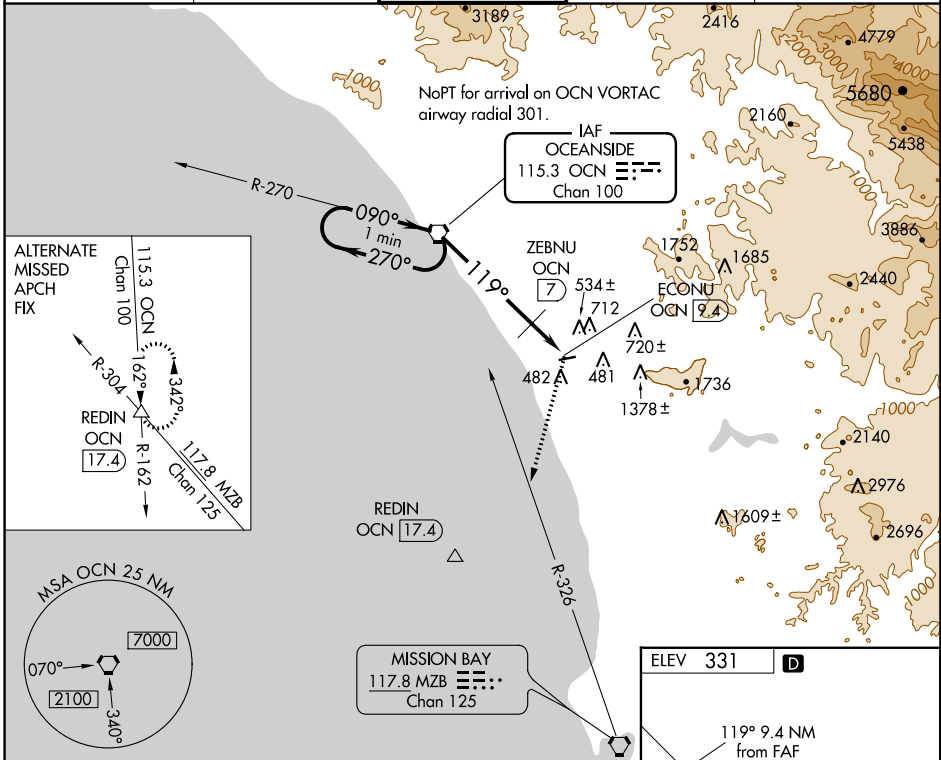 3189
2416
4779
2000
3000
4000
1000
5680
NoPT for arrival on OCN VORTAC
airway radial 301.
2160
5438
IAF
OCEANSIDE
115.3 OCN
Chan 100
1000
R-270
090°
1 min
270°
3886
119°
ZEBNU
OCN
7
534±
712
1752
1685
ECONU
OCN 9.4
2440
720±
482
481
1378±
1736
ALTERNATE
MISSED
APCH
FIX
115.3 OCN
Chan 100
R-304
162°
342°
REDIN
OCN
17.4
R-162
117.8 MZB
Chan 125
1000
2140
2976
1609±
2696
1000
REDIN
OCN 17.4
R-326
MSA OCN 25 NM
7000
070°
2100
340°
MISSION BAY
117.8 MZB
Chan 125
ELEV 331 D
119° 9.4 NM
from FAF